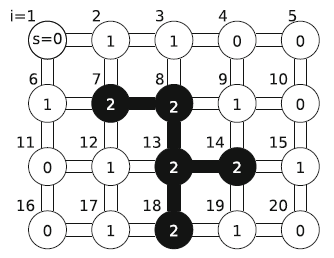 i=1 2 3 4 5
s=0 1 1 0 0
6 7 8 9 10
1 2 2 1 0
11 12 13 14 15
0 1 2 2 1
16 17 18 19 20
0 1 2 1 0